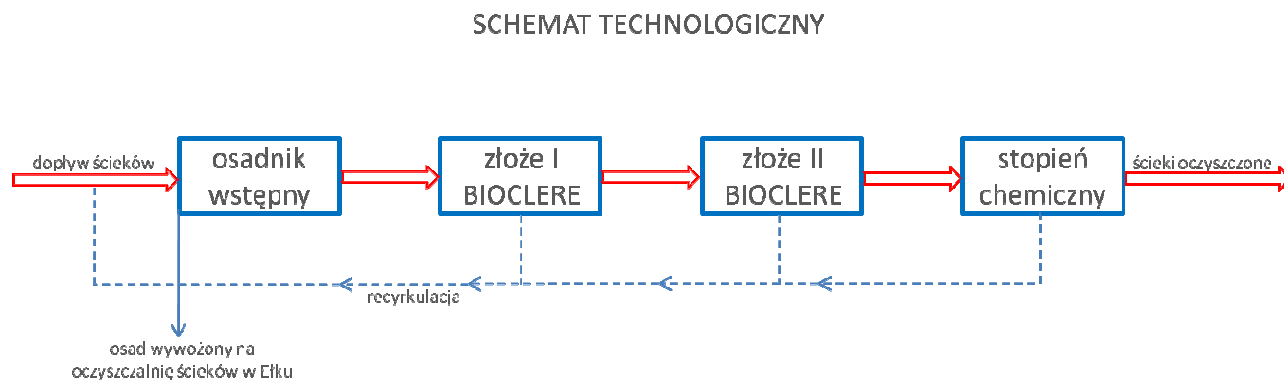 SCHEMAT TECHNOLOGICZNY
dopływ ścieków
osadnik
wstępny
złoże I
BIOCLERE
złoże II
BIOCLERE
stopień
chemiczny
ścieki oczyszczone
recyrkulacja
osad wywożony na
oczyszczalnię ścieków w Ełku